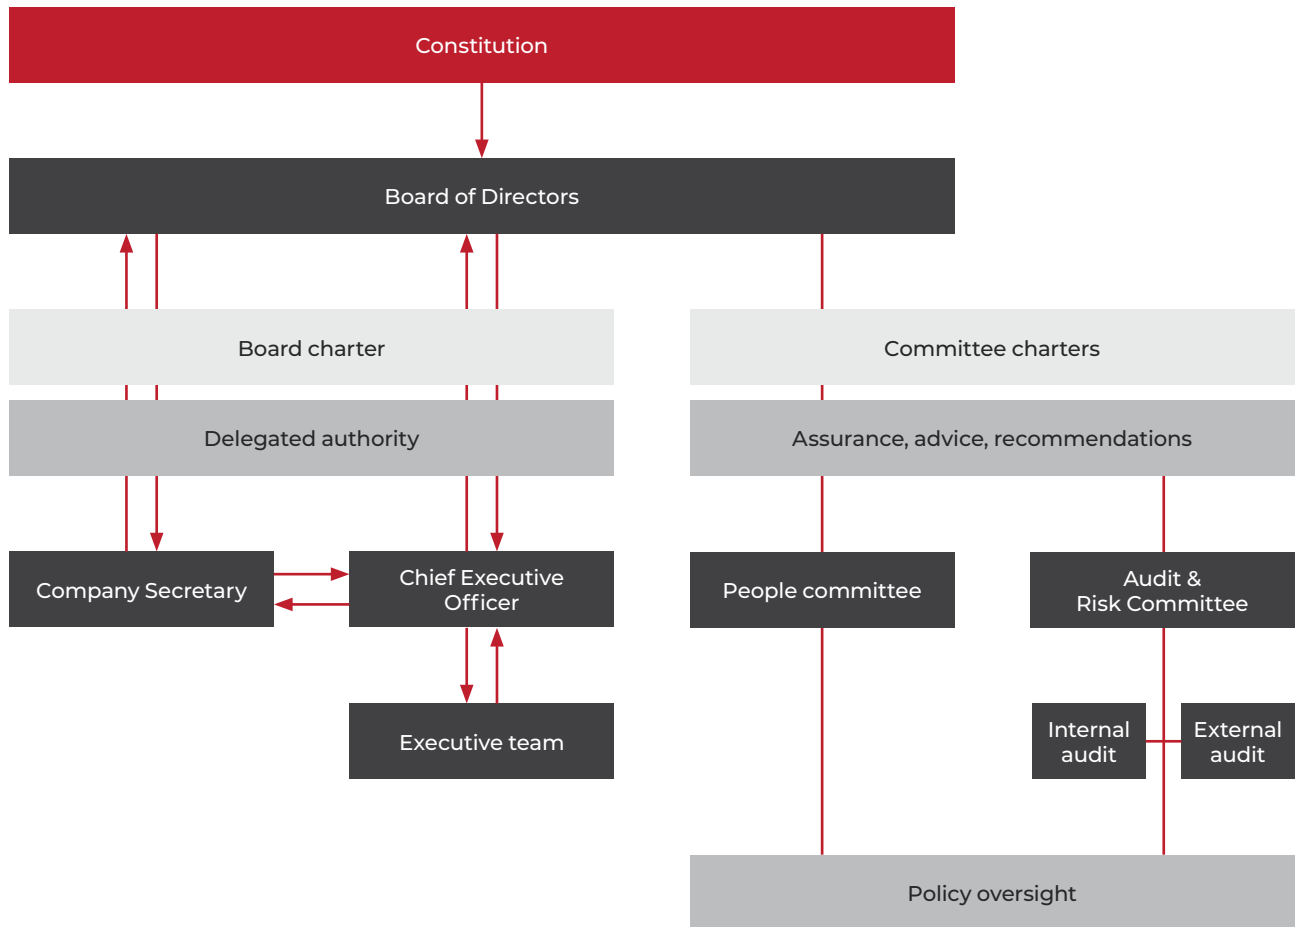 Constitution
Board of Directors
Board charter
Committee charters
Delegated authority
Assurance, advice, recommendations
Company Secretary
Chief Executive
Officer
People committee
Audit &
Risk Committee
Executive team
Internal
audit
External
audit
Policy oversight